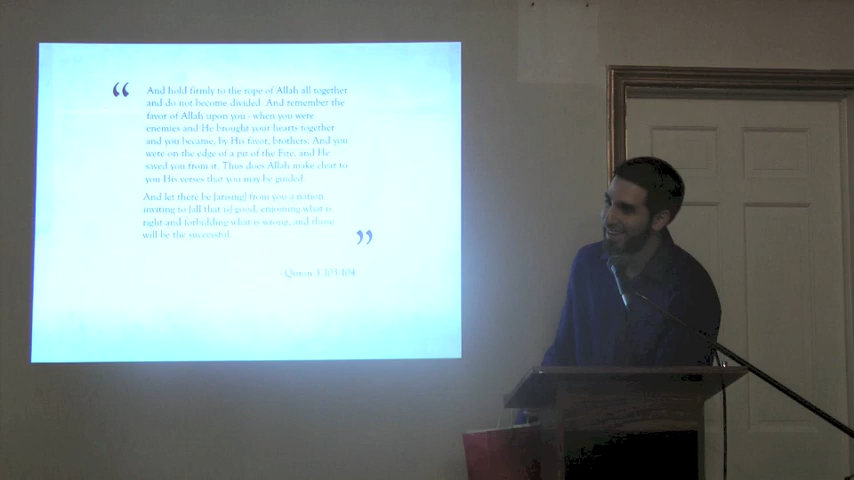 “ And hold firmly to the rope of Allah all together
and do not become divided. And remember the
favor of Allah upon you - when you were
enemies and He brought your hearts together
and you became, by His favor, brothers. And you
were on the edge of a pit of the Fire, and He
saved you from it. Thus does Allah make clear to
you His verses that you may be guided.
And let there be [arising] from you a nation
inviting to [all that is] good, enjoining what is
right and forbidding what is wrong, and those
will be the successful. ”
-Quran 3:103-104